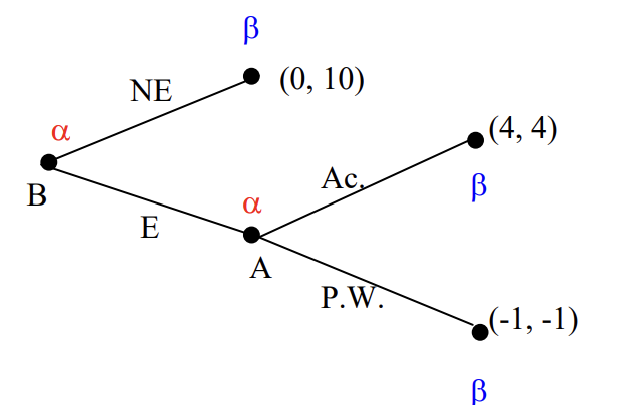 β
NE
(0, 10)
α
B
(4, 4)
Ac.
β
α
E
A
P.W.
(-1, -1)
β